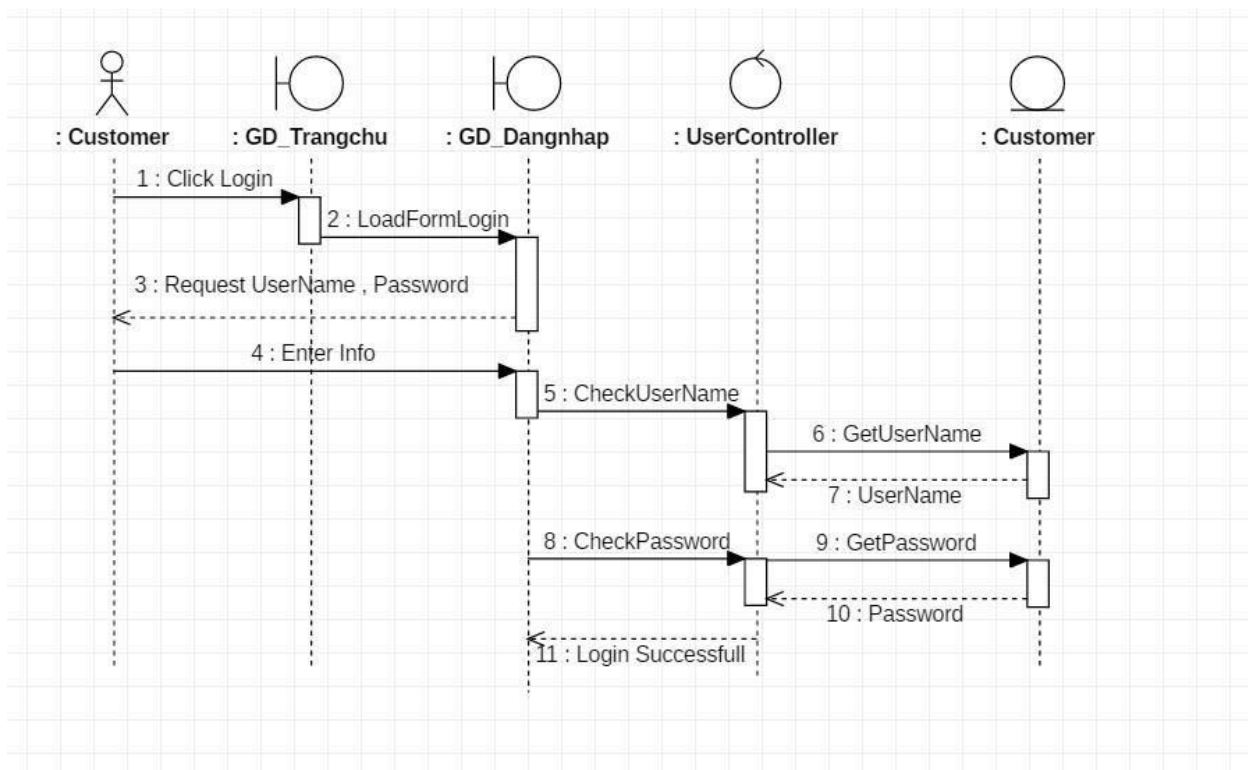 : Customer
: GD_Trangchu
: GD_Dangnhap
: UserController
: Customer
1 : Click Login
2 : LoadFormLogin
3 : Request UserName , Password
4 : Enter Info
5 : CheckUserName
6 : GetUserName
7 : UserName
8 : CheckPassword
9 : GetPassword
10 : Password
11 : Login Successfull